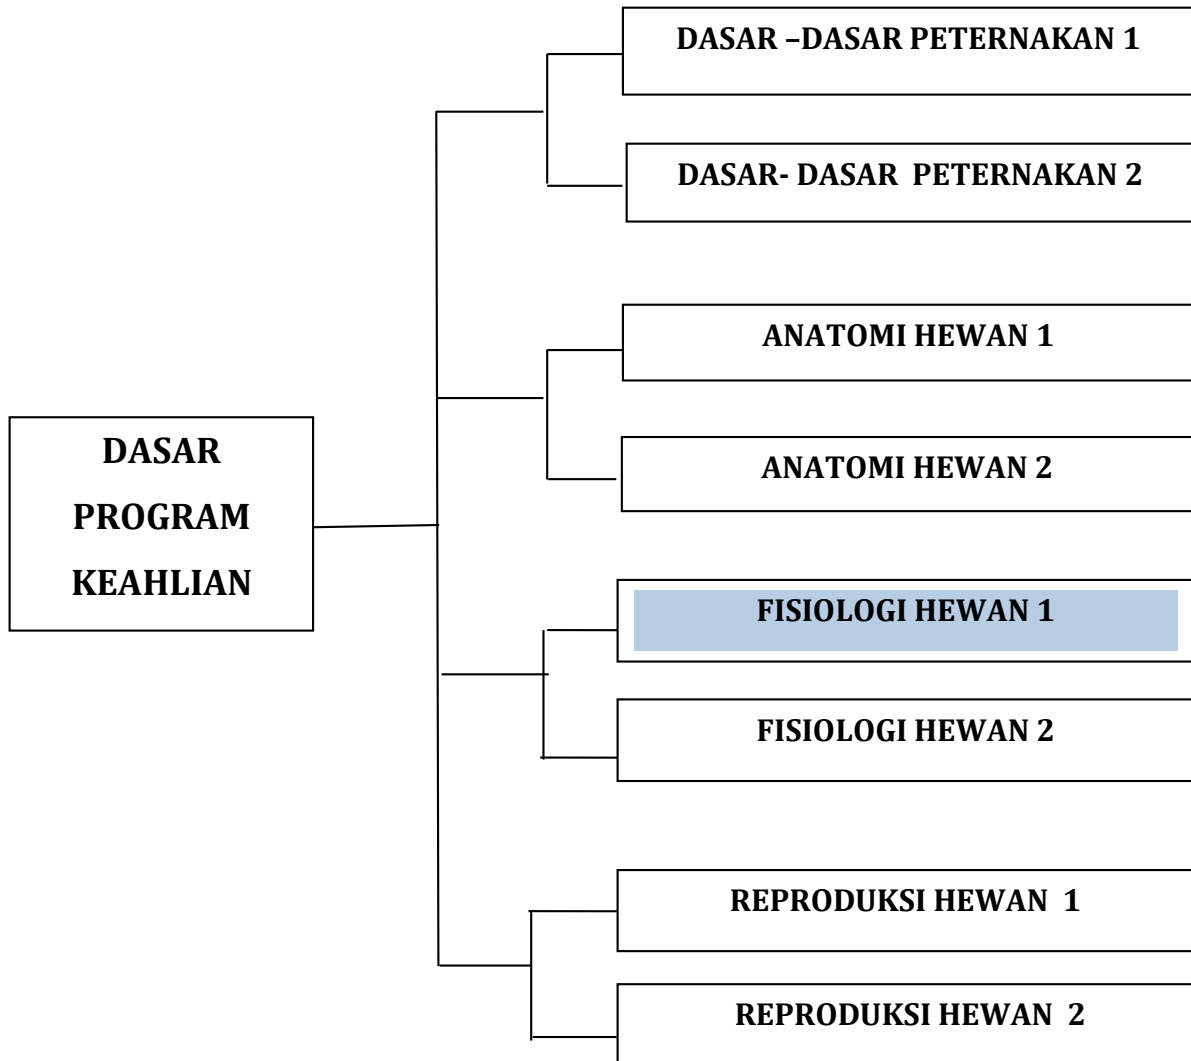 DASAR –DASAR PETERNAKAN 1
DASAR- DASAR  PETERNAKAN 2
ANATOMI HEWAN 1
ANATOMI HEWAN 2
DASAR
PROGRAM
KEAHLIAN
FISIOLOGI HEWAN 1
FISIOLOGI HEWAN 2
REPRODUKSI HEWAN  1
REPRODUKSI HEWAN  2